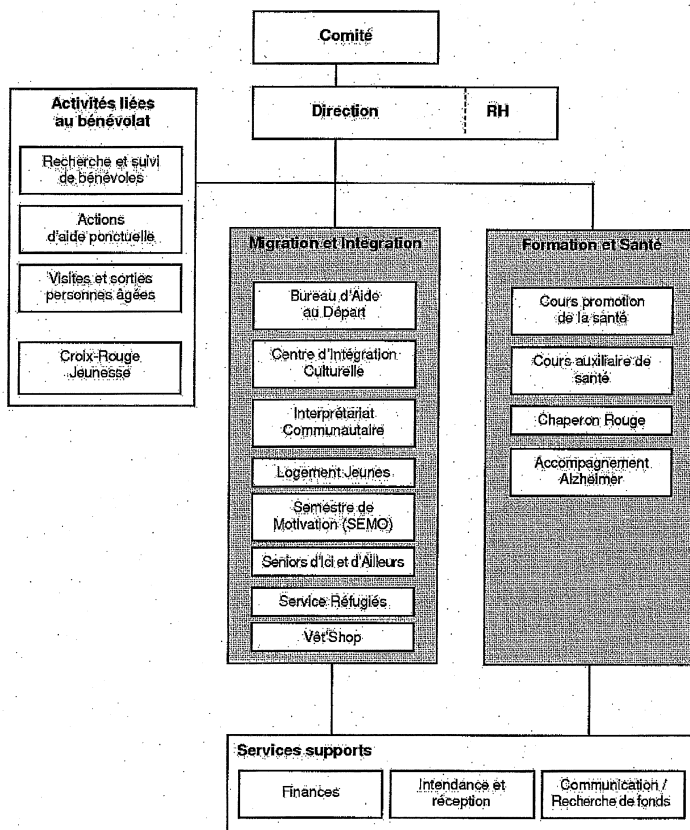 Comité
Direction
RH
Activités liées
au bénévolat
Recherche et suivi
de bénévoles
Actions
d'aide ponctuelle
Visites et sorties
personnes âgées
Croix-Rouge
Jeunesse
Migration et Intégration
Bureau d'Aide
au Départ
Centre d'Intégration
Culturelle
Interprétariat
Communautaire
Logement Jeunes
Semestre de
Motivation (SEMO)
Seniors d'Ici et d'Ailleurs
Service Réfugiés
Vêt'Shop
Formation et Santé
Cours promotion
de la santé
Cours auxiliaire de
santé
Chaperon Rouge
Accompagnement
Alzheimer
Services supports
Finances
Intendance et
réception
Communication /
Recherche de fonds